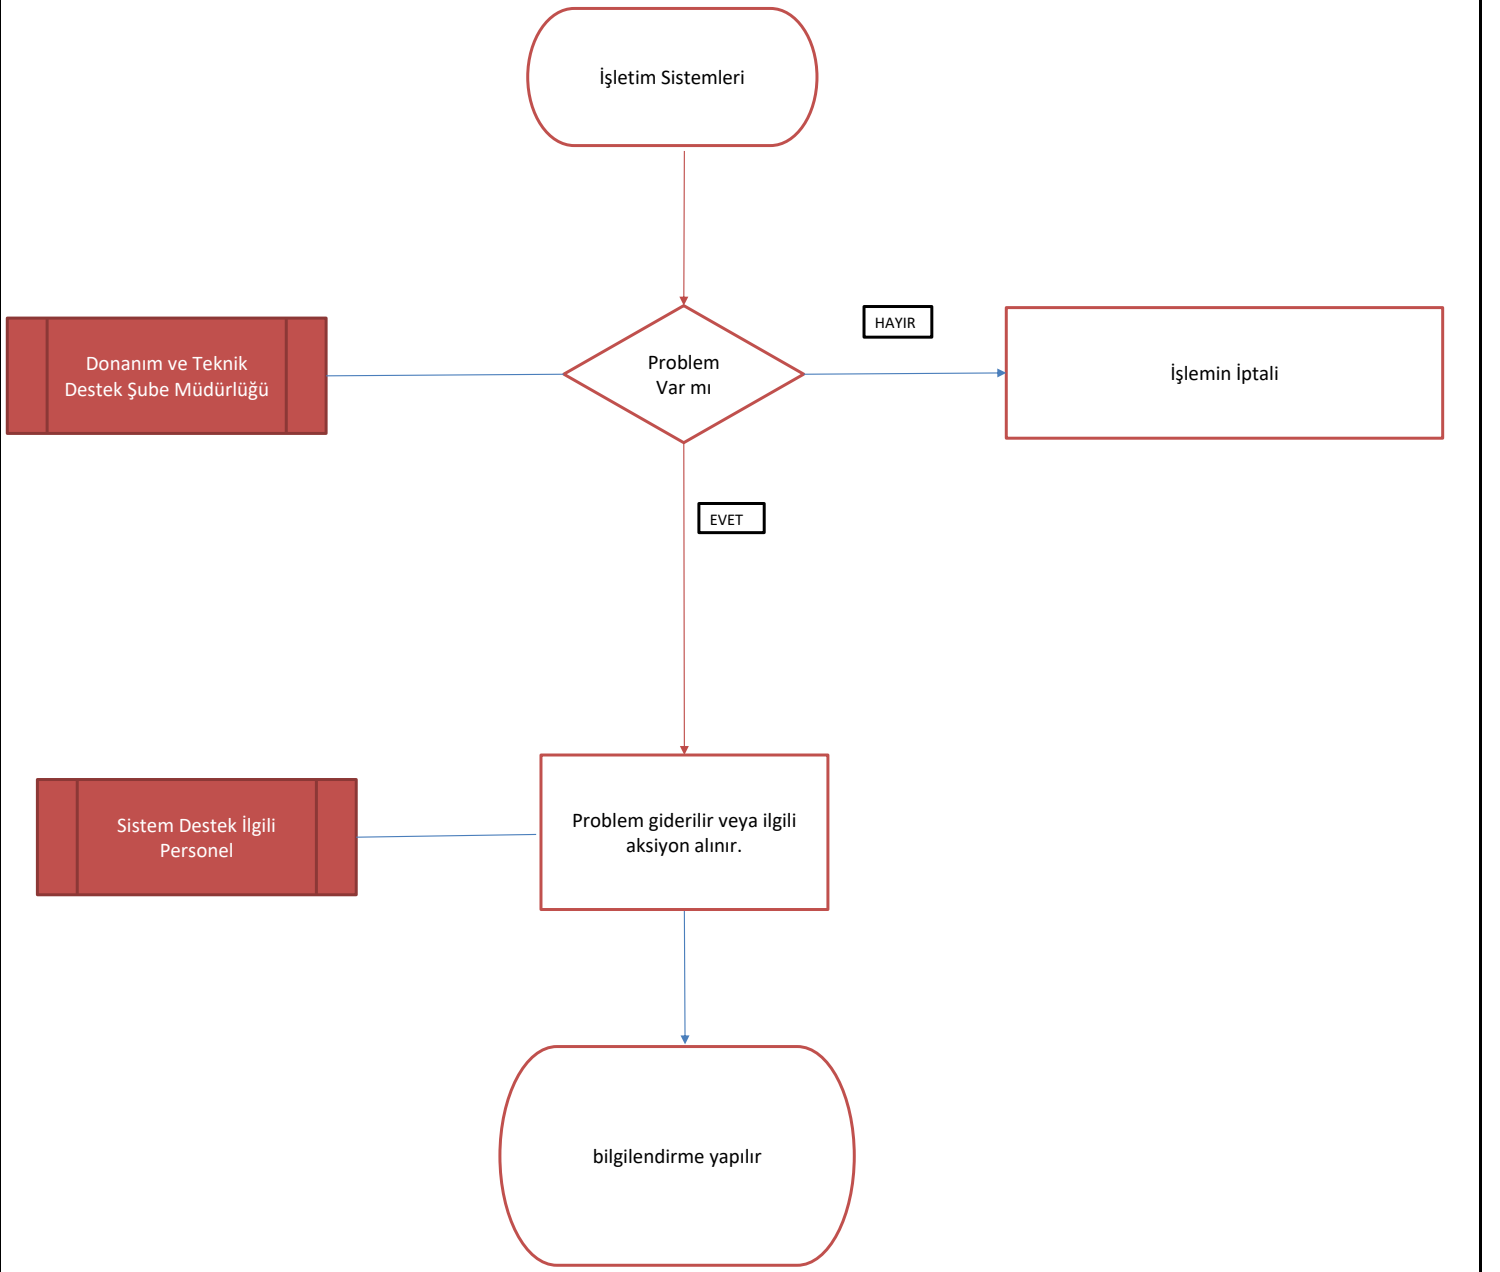 İşletim Sistemleri
Donanım ve Teknik
Destek Şube Müdürlüğü
Problem
Var mı
HAYIR
İşlemin İptali
EVET
Sistem Destek İlgili
Personel
Problem giderilir veya ilgili
aksiyon alınır.
bilgilendirme yapılır